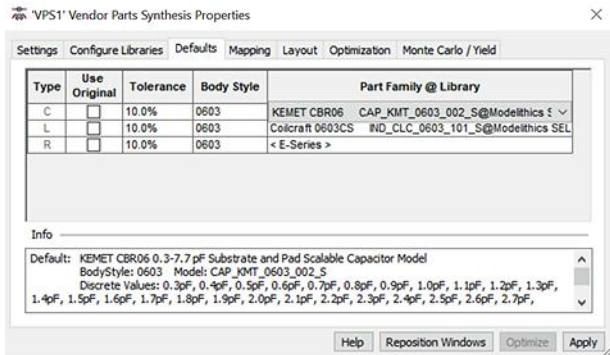 'VPS1' Vendor Parts Synthesis Properties
Settings Configure Libraries Defaults Mapping Layout Optimization Monte Carlo / Yield
Type Use Original Tolerance Body Style Part Family @ Library
C 10.0% 0603 KEMET CBR06 CAP_KMT_0603_002_S@Modelithics S
L 10.0% 0603 Coilcraft 0603CS IND_CLC_0603_101_S@Modelithics SEL
R 10.0% 0603 < E-Series >
Info
Default: KEMET CBR06 0.3-7.7 pF Substrate and Pad Scalable Capacitor Model
BodyStyle: 0603 Model: CAP_KMT_0603_002_S
Discrete Values: 0.3pF, 0.4pF, 0.5pF, 0.6pF, 0.7pF, 0.8pF, 0.9pF, 1.0pF, 1.1pF, 1.2pF, 1.3pF,
1.4pF, 1.5pF, 1.6pF, 1.7pF, 1.8pF, 1.9pF, 2.0pF, 2.1pF, 2.2pF, 2.3pF, 2.4pF, 2.5pF, 2.6pF, 2.7pF,
Help Reposition Windows Optimize Apply